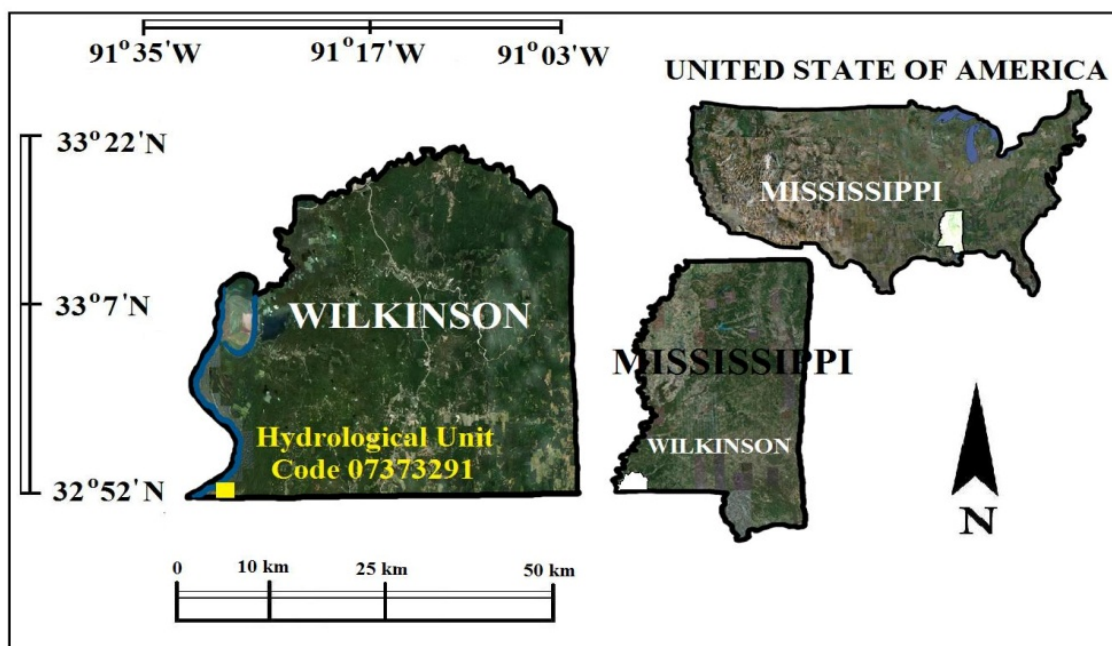 91°35'W 91°17'W 91°03'W
UNITED STATE OF AMERICA
33°22'N
MISSISSIPPI
33°7'N
WILKINSON
MISSISSIPPI
WILKINSON
Hydrological Unit
Code 07373291
32°52'N
N
0 10 km 25 km 50 km